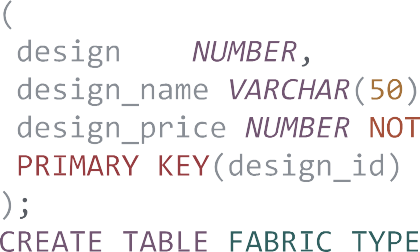 (
design NUMBER,
design_name VARCHAR(50)
design_price NUMBER NOT
PRIMARY KEY(design_id)
);
CREATE TABLE FABRIC TYPE